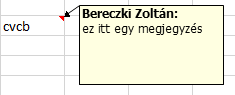 Bereczki Zoltán:
ez itt egy megjegyzés
cvcb